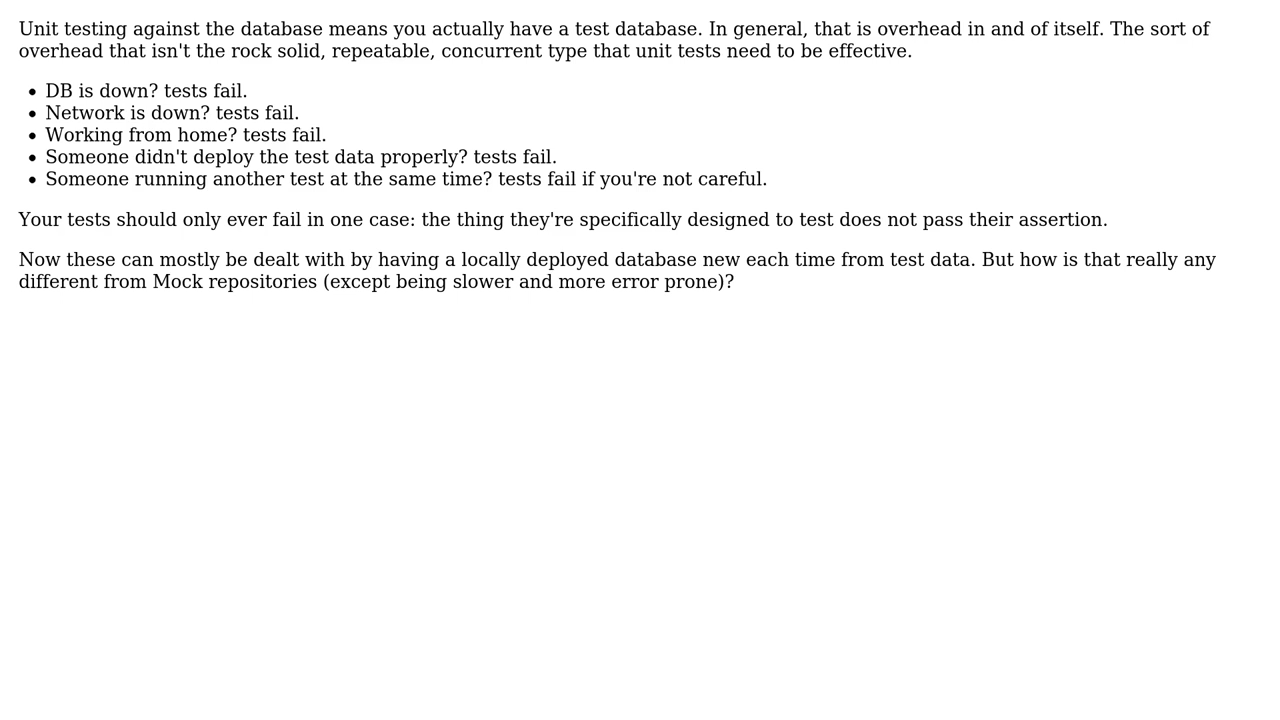 Unit testing against the database means you actually have a test database. In general, that is overhead in and of itself. The sort of
overhead that isn't the rock solid, repeatable, concurrent type that unit tests need to be effective.
• DB is down? tests fail.
• Network is down? tests fail.
• Working from home? tests fail.
• Someone didn't deploy the test data properly? tests fail.
• Someone running another test at the same time? tests fail if you're not careful.
Your tests should only ever fail in one case: the thing they're specifically designed to test does not pass their assertion.
Now these can mostly be dealt with by having a locally deployed database new each time from test data. But how is that really any
different from Mock repositories (except being slower and more error prone)?